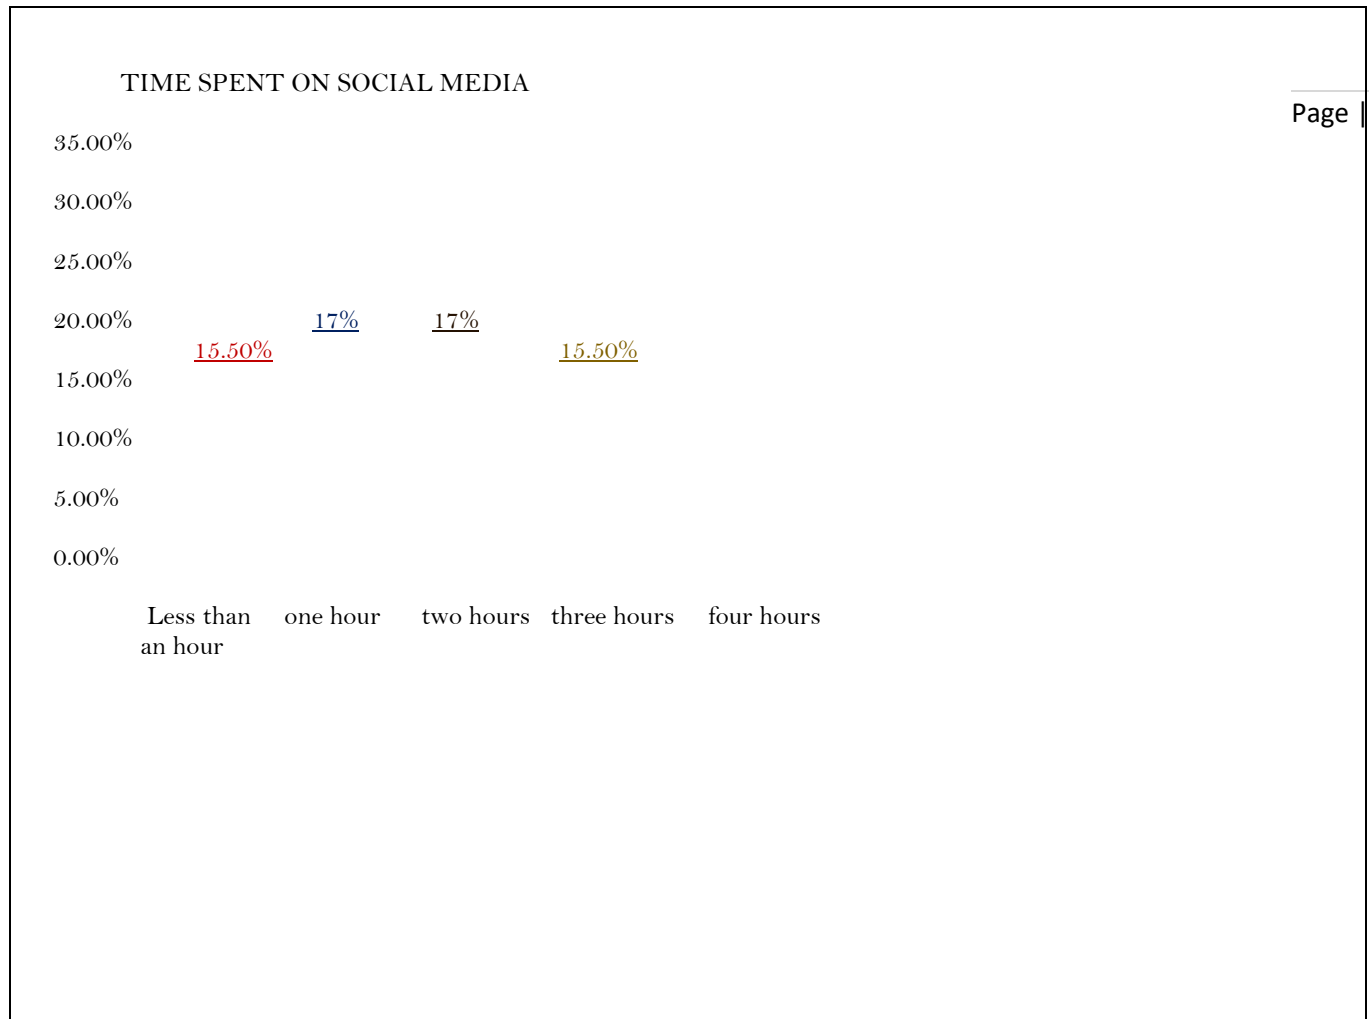 TIME SPENT ON SOCIAL MEDIA
Page |
35.00%
30.00%
25.00%
20.00% 17% 17%
15.50% 15.50%
15.00%
10.00%
5.00%
0.00%
Less than one hour two hours three hours four hours
an hour